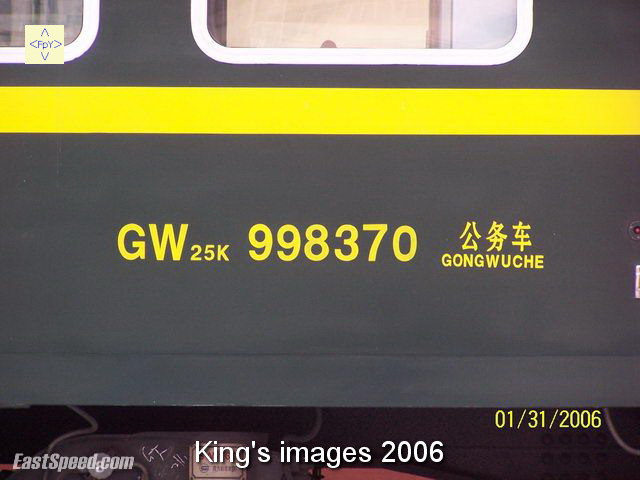 <FpY>
GW25K 998370 公务车
GONGWUCHE
01/31/2006
King's images 2006
EastSpeed.com